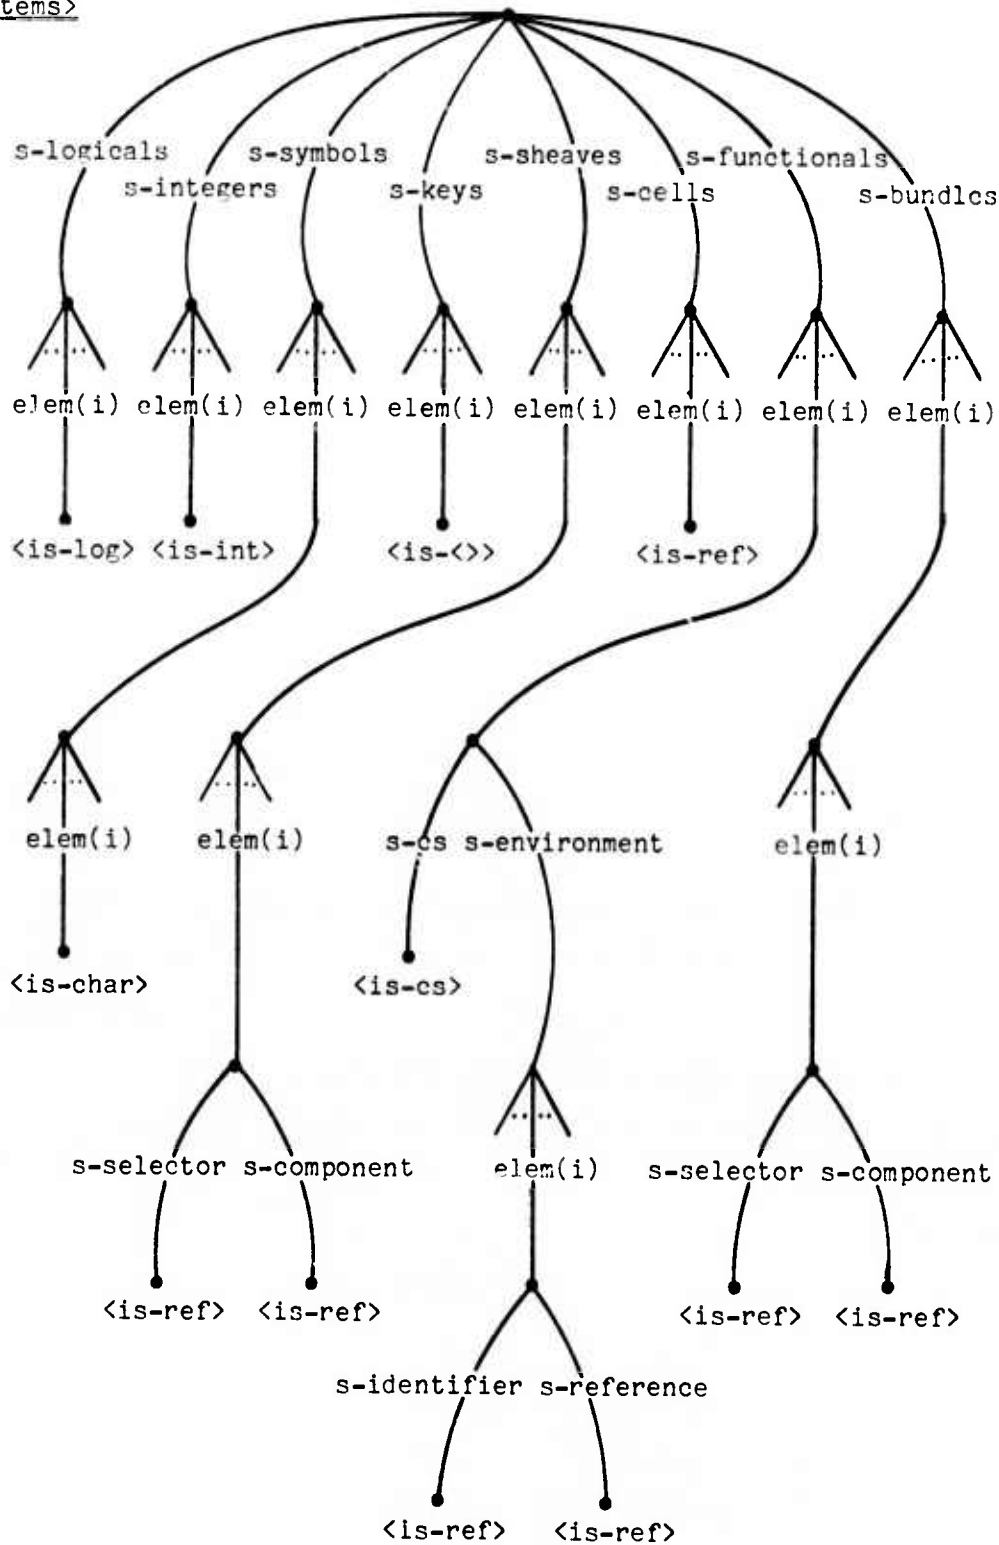 tems>
s-logicals s-symbols s-sheaves s-functionals
s-integers s-keys s-cells s-bundles
elem(i) elem(i) elem(i) elem(i) elem(i) elem(i) elem(i) elem(i)
<is-log> <is-int> <is-<>> <is-ref>
elem(i) elem(i) s-cs s-environment elem(i)
<is-char> <is-cs>
s-selector s-component elem(i) s-selector s-component
<is-ref> <is-ref> <is-ref> <is-ref>
s-identifier s-reference
<is-ref> <is-ref>